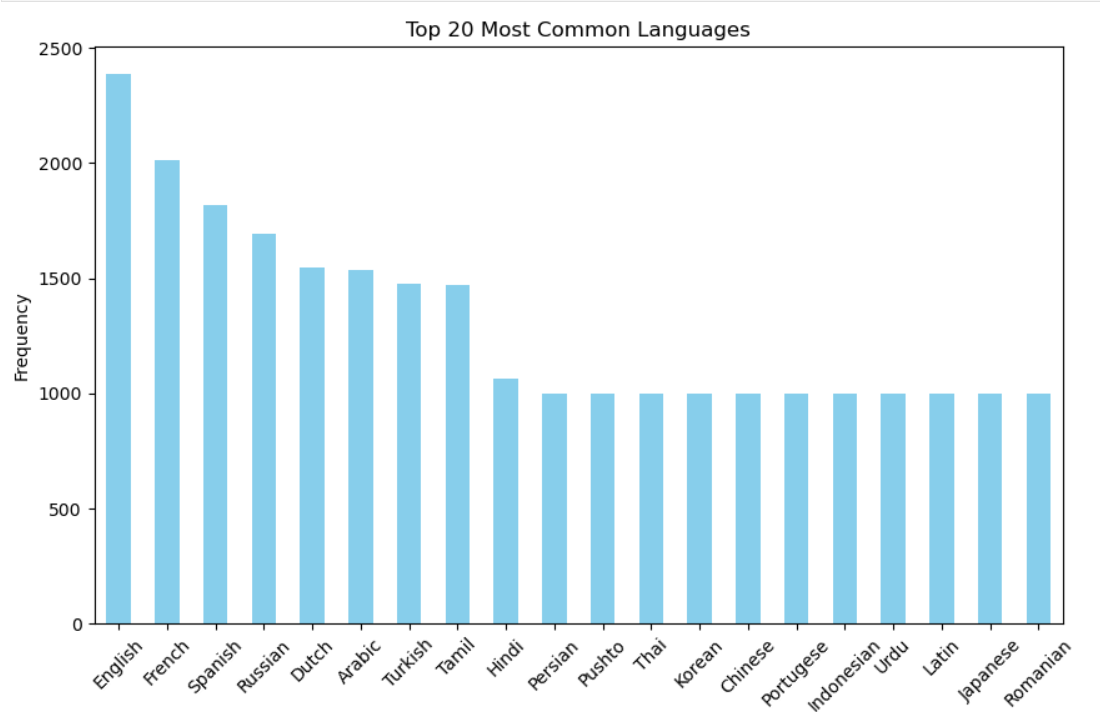 Top 20 Most Common Languages
Frequency
2500
2000
1500
1000
500
0
English
French
Spanish
Russian
Dutch
Arabic
Turkish
Tamil
Hindi
Persian
Pushto
Thai
Korean
Chinese
Portugese
Indonesian
Urdu
Latin
Japanese
Romanian